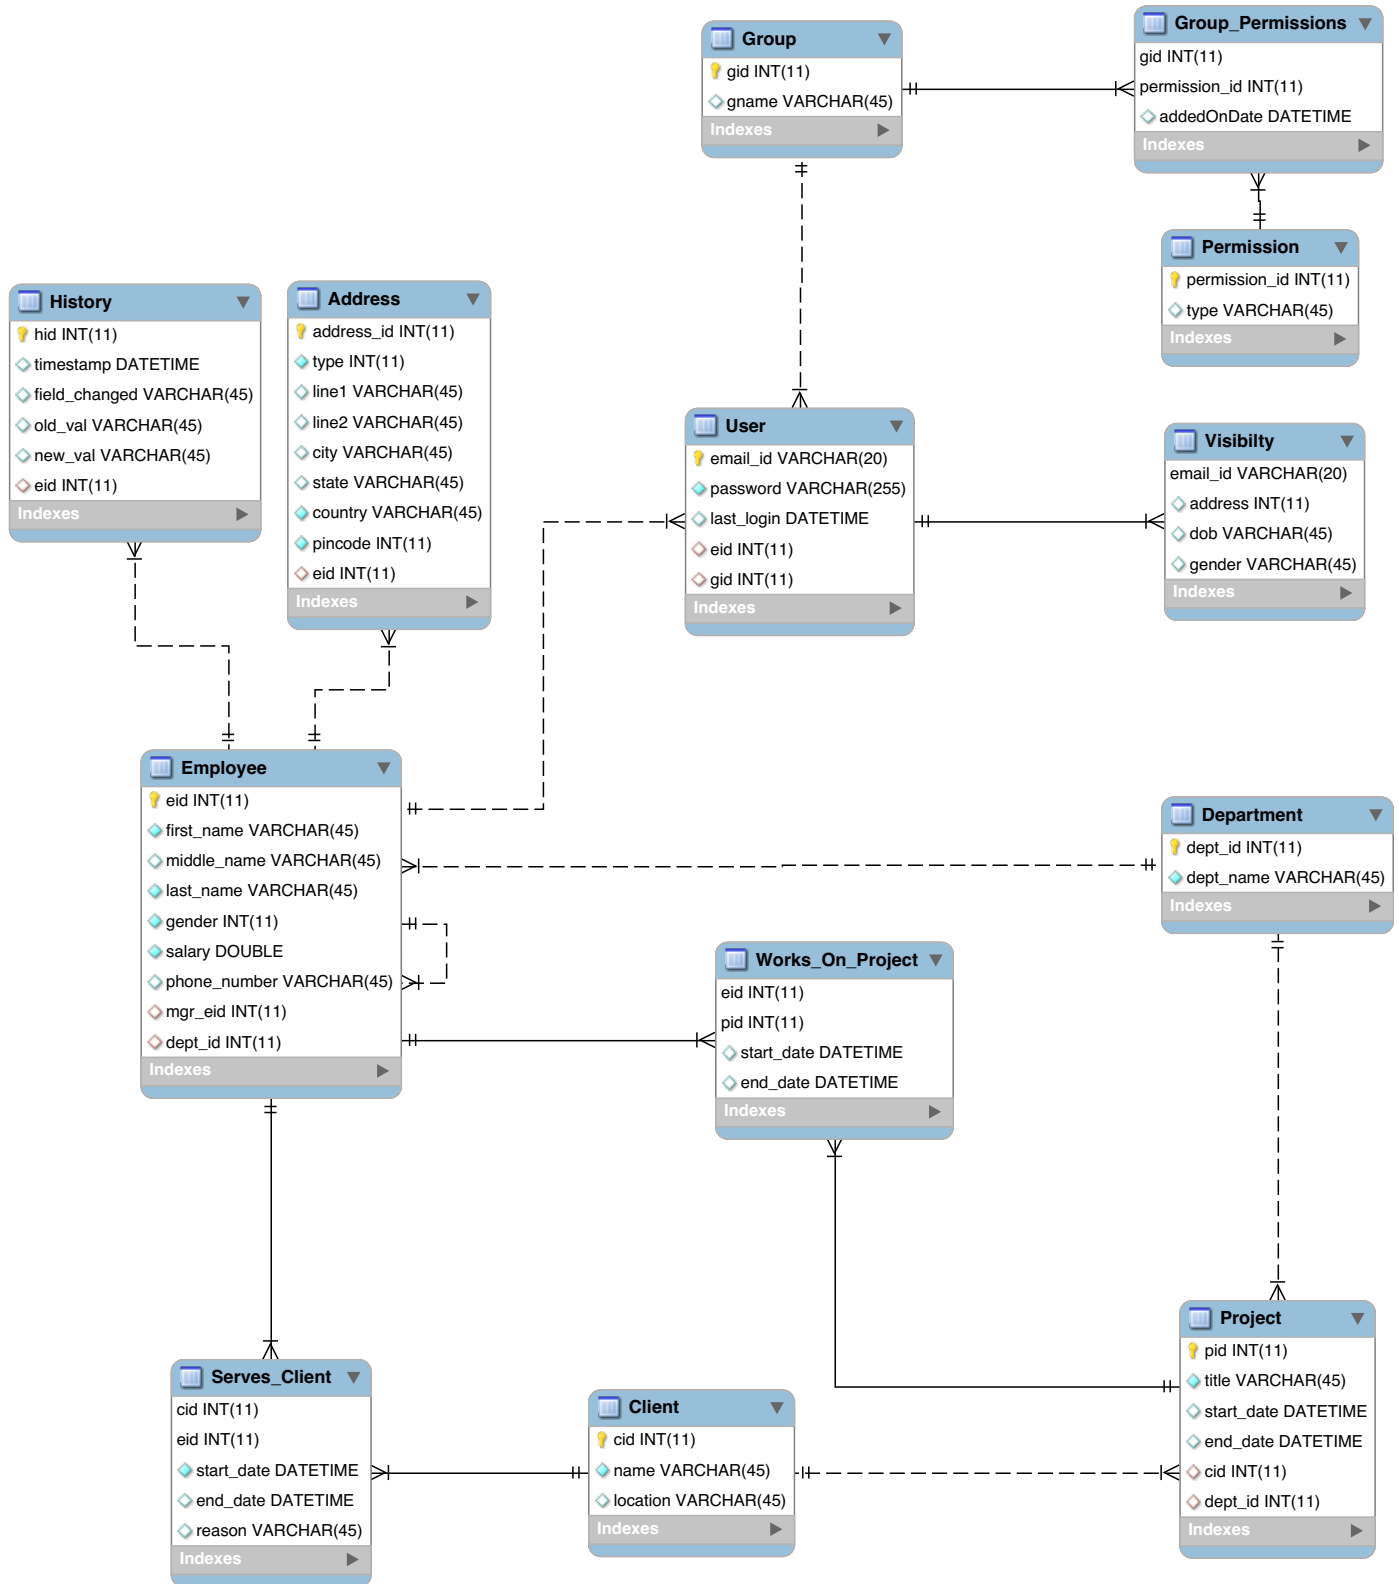 Group
gid INT(11)
gname VARCHAR(45)
Indexes
Group_Permissions
gid INT(11)
permission_id INT(11)
addedOnDate DATETIME
Indexes
Permission
permission_id INT(11)
type VARCHAR(45)
Indexes
History
hid INT(11)
timestamp DATETIME
field_changed VARCHAR(45)
old_val VARCHAR(45)
new_val VARCHAR(45)
eid INT(11)
Indexes
Address
address_id INT(11)
type INT(11)
line1 VARCHAR(45)
line2 VARCHAR(45)
city VARCHAR(45)
state VARCHAR(45)
country VARCHAR(45)
pincode INT(11)
eid INT(11)
Indexes
User
email_id VARCHAR(20)
password VARCHAR(255)
last_login DATETIME
eid INT(11)
gid INT(11)
Indexes
Visibilty
email_id VARCHAR(20)
address INT(11)
dob VARCHAR(45)
gender VARCHAR(45)
Indexes
Employee
eid INT(11)
first_name VARCHAR(45)
middle_name VARCHAR(45)
last_name VARCHAR(45)
gender INT(11)
salary DOUBLE
phone_number VARCHAR(45)
mgr_eid INT(11)
dept_id INT(11)
Indexes
Department
dept_id INT(11)
dept_name VARCHAR(45)
Indexes
Works_On_Project
eid INT(11)
pid INT(11)
start_date DATETIME
end_date DATETIME
Indexes
Serves_Client
cid INT(11)
eid INT(11)
start_date DATETIME
end_date DATETIME
reason VARCHAR(45)
Indexes
Client
cid INT(11)
name VARCHAR(45)
location VARCHAR(45)
Indexes
Project
pid INT(11)
title VARCHAR(45)
start_date DATETIME
end_date DATETIME
cid INT(11)
dept_id INT(11)
Indexes